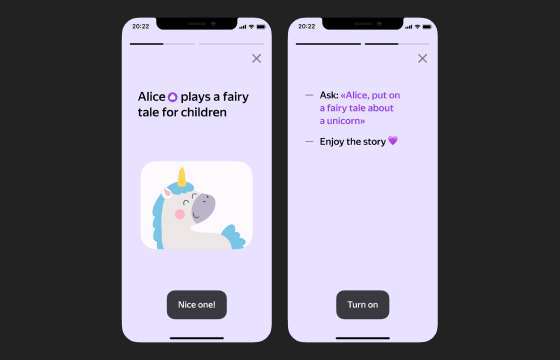 20:22
Alice plays a fairy
tale for children
Nice one!
20:22
— Ask: «Alice, put on
a fairy tale about
a unicorn»
— Enjoy the story 💜
Turn on